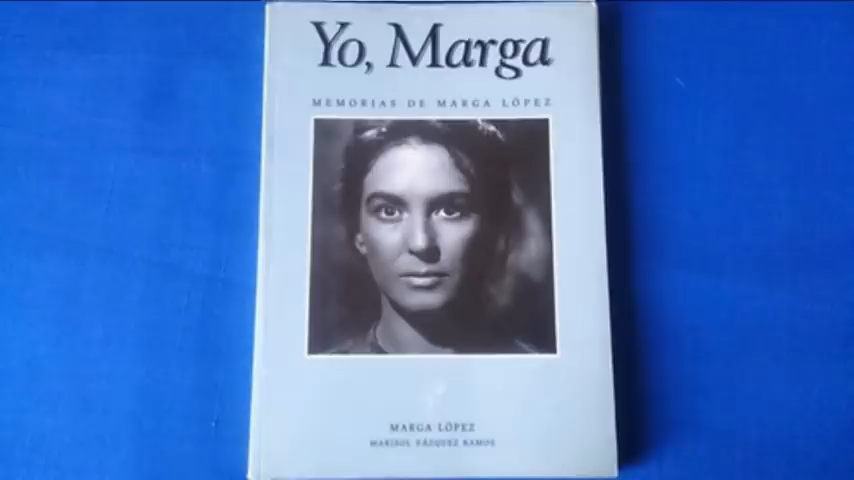 Yo, Marga
MEMORIAS DE MARGA LÓPEZ
MARGA LÓPEZ
MARISOL VÁZQUEZ RAMOS